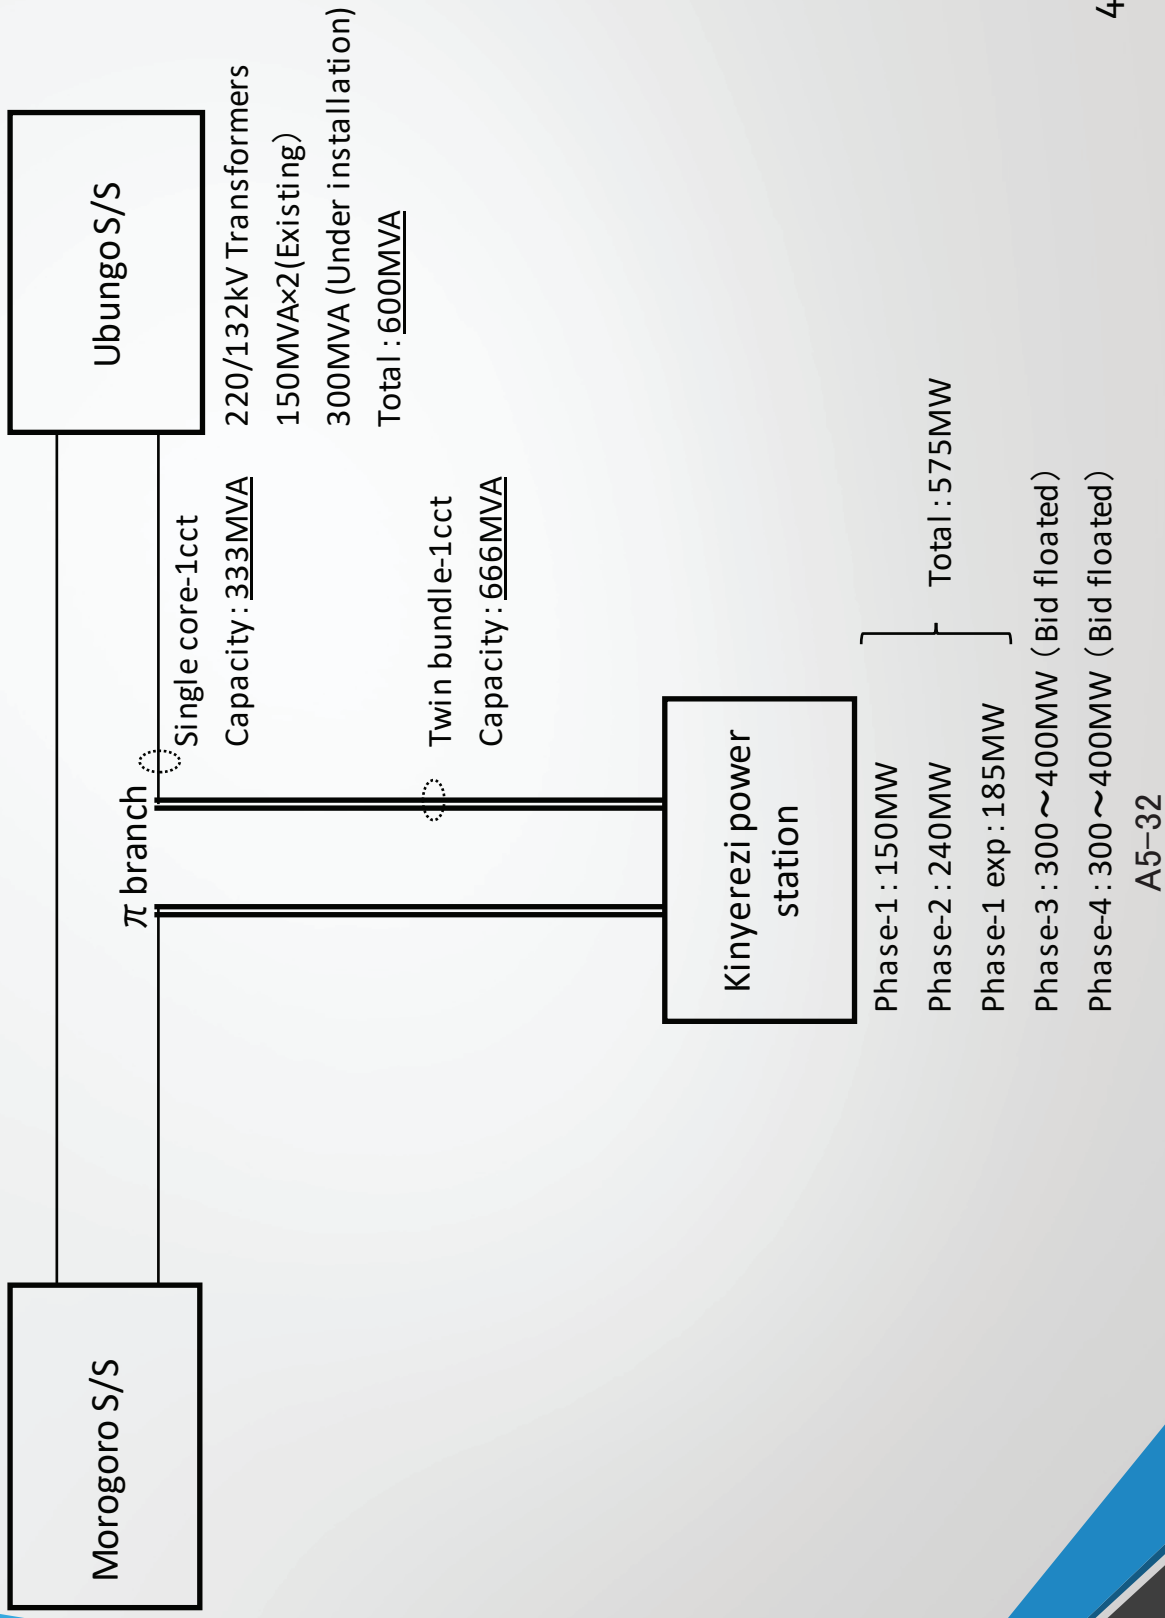 Morogoro S/S
Ubungo S/S
π branch
Single core-1cct
Capacity : 333MVA
220/132kV Transformers
150MVA×2(Existing）
300MVA (Under installation)
Total : 600MVA
Twin bundle-1cct
Capacity : 666MVA
Kinyerezi power
station
Phase-1 : 150MW
Phase-2 : 240MW
Phase-1 exp : 185MW
Total : 575MW
Phase-3 : 300～400MW（Bid floated）
Phase-4 : 300～400MW（Bid floated）
4
A5-32